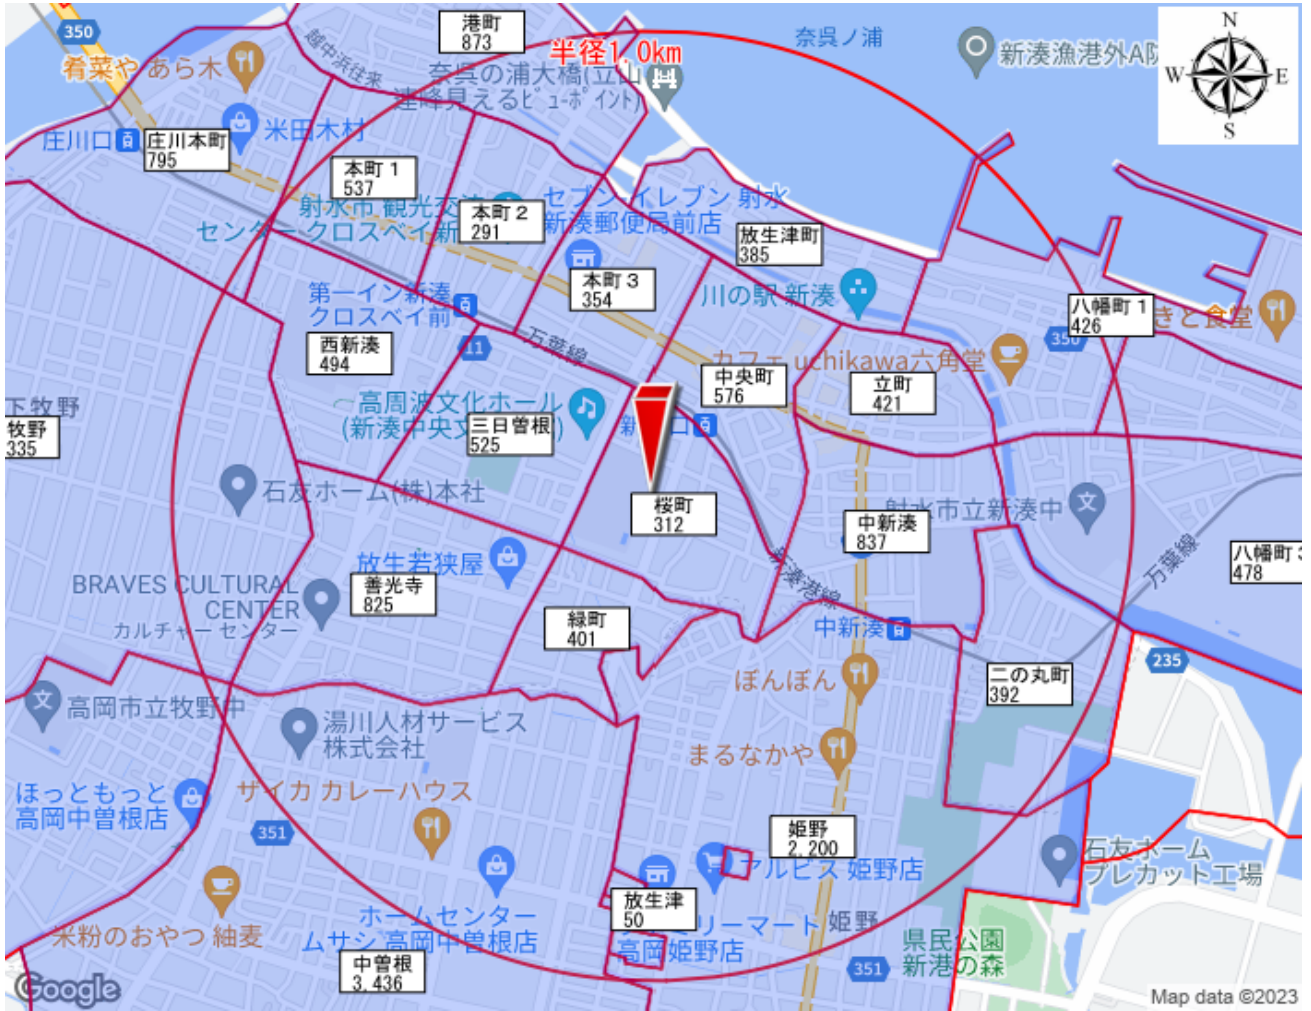 港町
873
350
半径1.0km
奈呉ノ浦
新湊漁港外A防
N
W
E
S
越中浜往来
肴菜や あら木
奈呉の浦大橋(立山
連峰見えるビューポイント)
庄川口
庄川本町
795
米田木村
本町1
537
射水市 観光交流
センター クロスベイ新
本町2
291
セブン-イレブン 射水
新湊郵便局前店
放生津町
385
本町3
354
川の駅 新湊
第一イン新湊
クロスベイ前
八幡町1
426
きと食堂
350
西新湊
494
11
万葉線
カフェ uchikawa六角堂
中央町
576
立町
421
下牧野
牧野
335
高周波文化ホール
(新湊中央文
三日曽根
525
新
口
石友ホーム(株)本社
桜町
312
射水市立新湊中
中新湊
837
八幡町3
478
万葉線
放生若狭屋
新湊港線
BRAVES CULTURAL
CENTER
カルチャー センター
善光寺
825
緑町
401
中新湊
235
ぼんぼん
二の丸町
392
高岡市立牧野中
湯川人材サービス
株式会社
まるなかや
ほっともっと
高岡中曽根店
ザイカ カレーハウス
351
姫野
2,200
石友ホーム
プレカット工場
アルビス 姫野店
放生津
50
ミリーマート
高岡姫野店
姫野
米粉のおやつ 紬麦
ホームセンター
ムサシ 高岡中曽根店
県民公園
新港の森
中曽根
3,436
351
Google
Map data ©2023